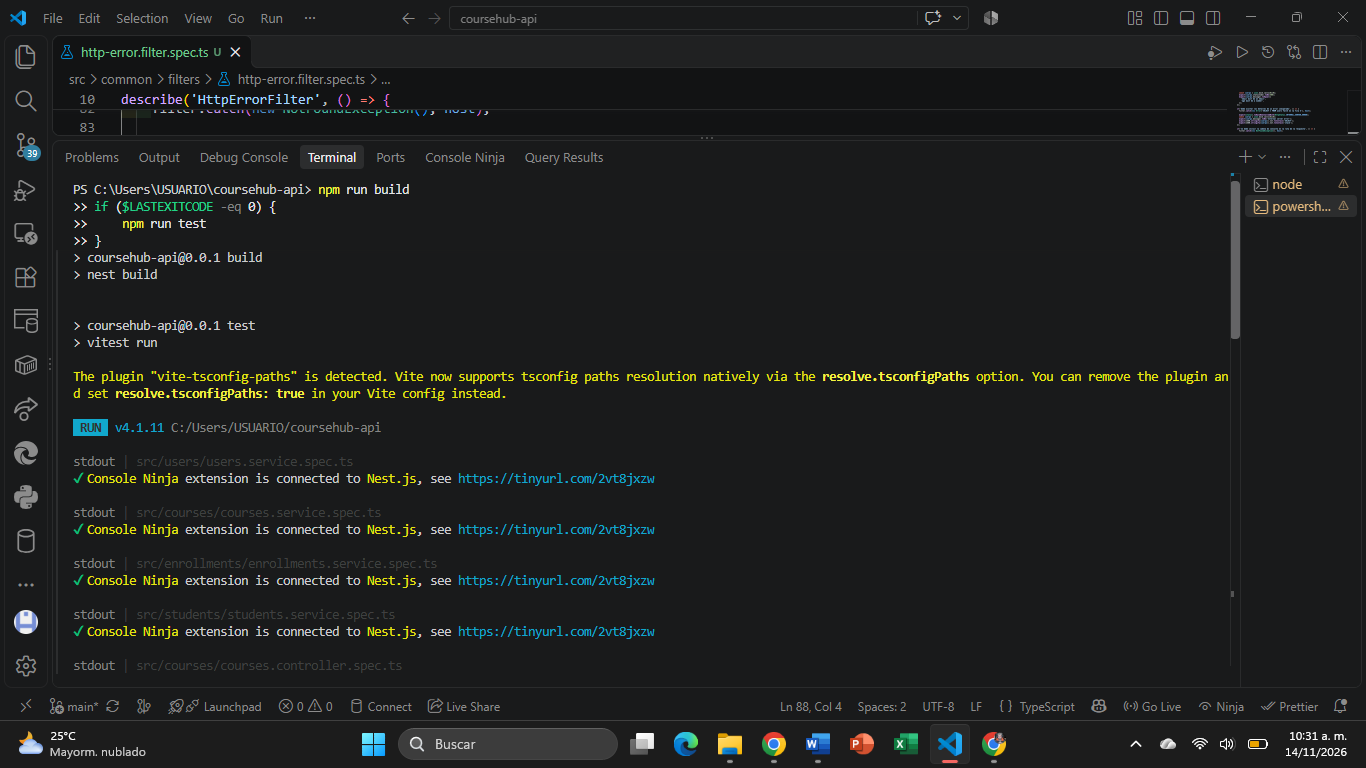 File Edit Selection View Go Run ··· coursehub-api
http-error.filter.spec.ts U
src > common > filters > http-error.filter.spec.ts > ...
10 describe('HttpErrorFilter', () => {
82 filter.catch(new NotFoundException(), host);
83
Problems Output Debug Console Terminal Ports Console Ninja Query Results
PS C:\Users\USUARIO\coursehub-api> npm run build
>> if ($LASTEXITCODE -eq 0) {
>> npm run test
>> }
> coursehub-api@0.0.1 build
> nest build
> coursehub-api@0.0.1 test
> vitest run
The plugin "vite-tsconfig-paths" is detected. Vite now supports tsconfig paths resolution natively via the resolve.tsconfigPaths option. You can remove the plugin an
d set resolve.tsconfigPaths: true in your Vite config instead.
RUN v4.1.11 C:/Users/USUARIO/coursehub-api
stdout | src/users/users.service.spec.ts
✓ Console Ninja extension is connected to Nest.js, see https://tinyurl.com/2vt8jxzw
stdout | src/courses/courses.service.spec.ts
✓ Console Ninja extension is connected to Nest.js, see https://tinyurl.com/2vt8jxzw
stdout | src/enrollments/enrollments.service.spec.ts
✓ Console Ninja extension is connected to Nest.js, see https://tinyurl.com/2vt8jxzw
stdout | src/students/students.service.spec.ts
✓ Console Ninja extension is connected to Nest.js, see https://tinyurl.com/2vt8jxzw
stdout | src/courses/courses.controller.spec.ts
node
powersh...
39
main* Launchpad 0 0 Connect Live Share Ln 88, Col 4 Spaces: 2 UTF-8 LF { } TypeScript Go Live Ninja Prettier
25°C
Mayorm. nublado
Buscar
10:31 a. m.
14/11/2026